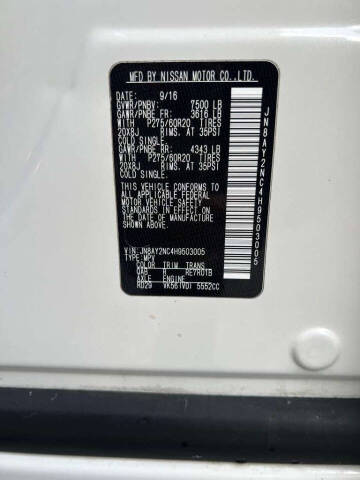 MFD BY NISSAN MOTOR CO.,LTD.
DATE: 9/16
GVWR/PNBV: 7500 LB
GAWR/PNBE FR: 3616 LB
WITH P275/60R20 TIRES
20X8J RIMS, AT 35PSI
COLD SINGLE.
GAWR/PNBE RR: 4343 LB
WITH P275/60R20 TIRES
20X8J RIMS, AT 35PSI
COLD SINGLE.
THIS VEHICLE CONFORMS TO
ALL APPLICABLE FEDERAL
MOTOR VEHICLE SAFETY
STANDARDS IN EFFECT ON
THE DATE OF MANUFACTURE
SHOWN ABOVE.
VIN:JN8AY2NC4H9503005
TYPE:MPV
COLOR TRIM TRANS
QAB H RE7R01B
AXLE ENGINE
RD29 VK56(VD) 5552CC
JN8AY2NC4H9503005